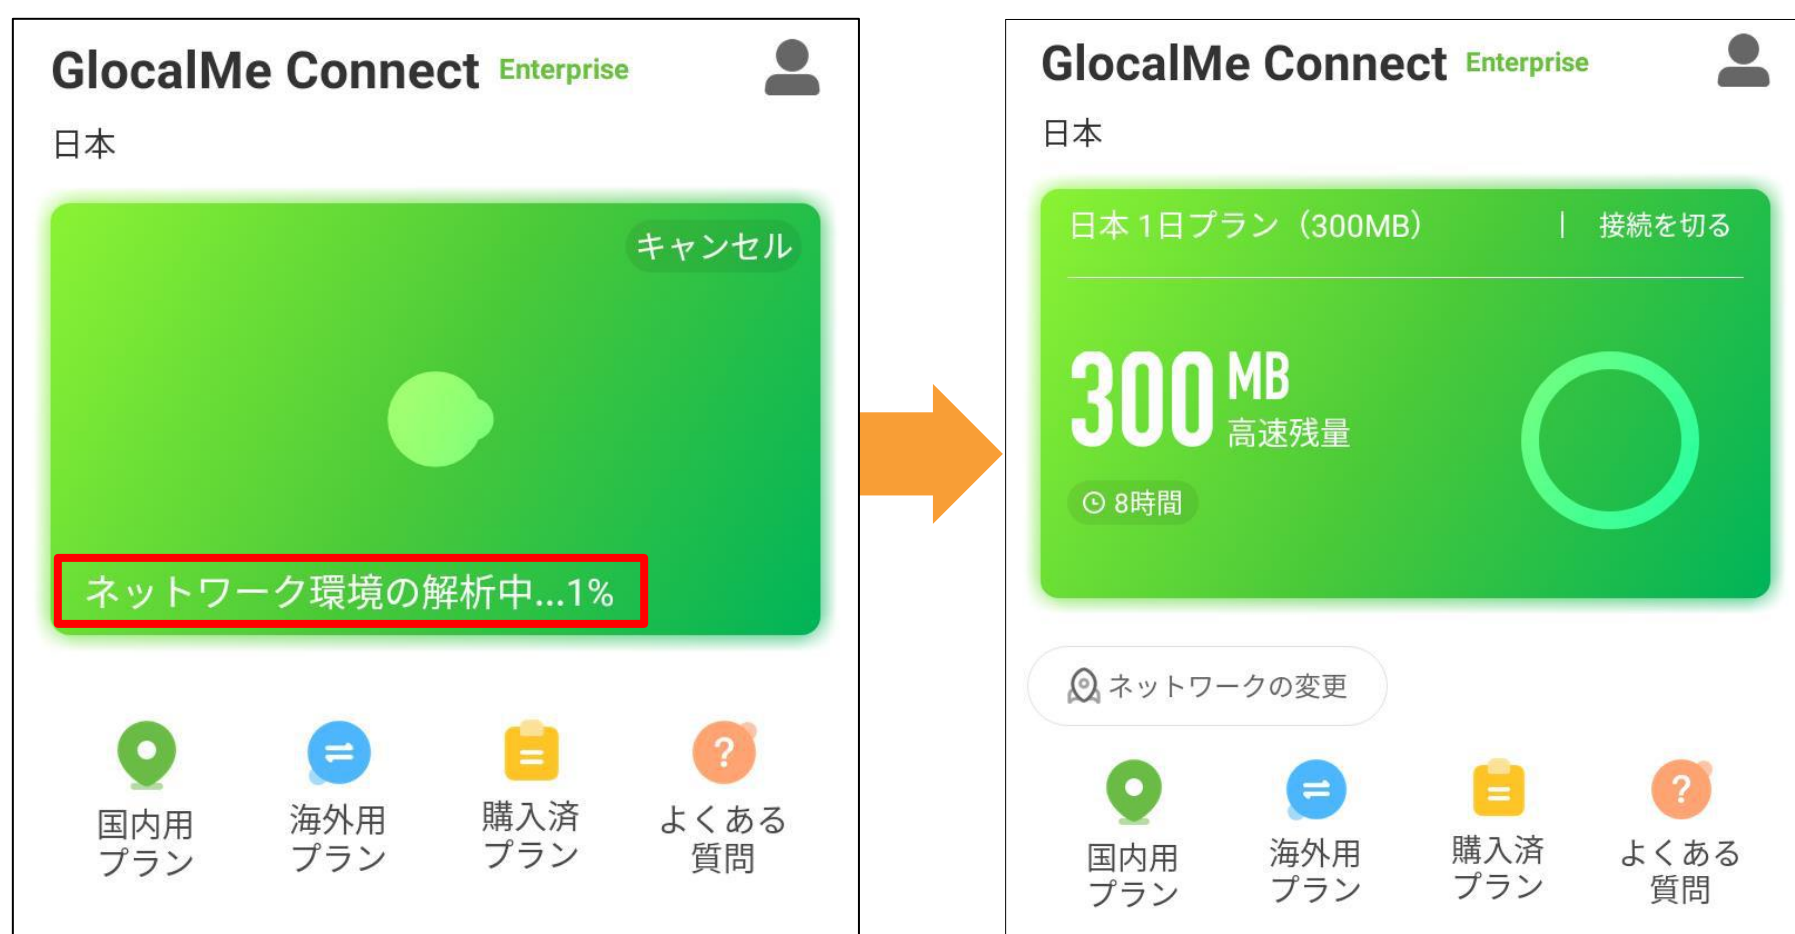 GlocalMe Connect Enterprise
日本
キャンセル
ネットワーク環境の解析中...1%
国内用
プラン
海外用
プラン
購入済
プラン
?
よくある
質問
GlocalMe Connect Enterprise
日本
日本 1日プラン（300MB） | 接続を切る
300 MB
高速残量
8時間
ネットワークの変更
国内用
プラン
海外用
プラン
購入済
プラン
?
よくある
質問